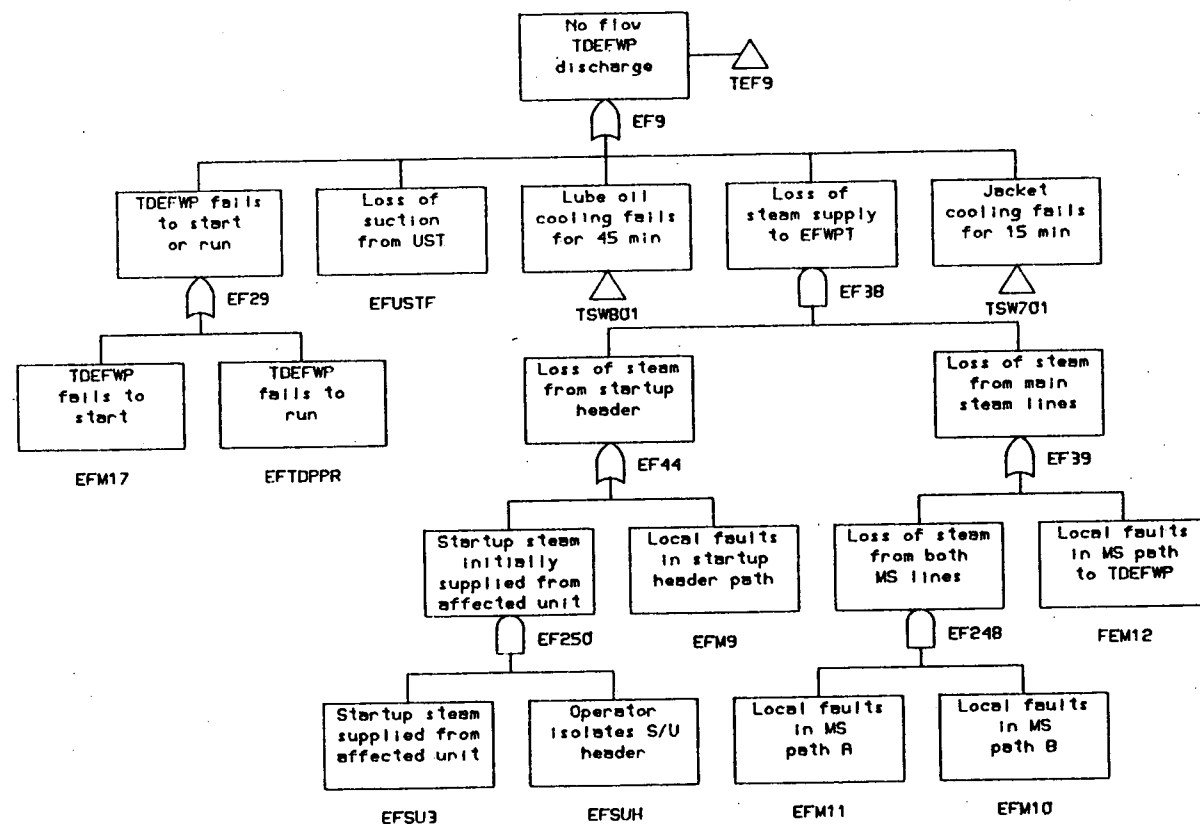 No flow
TDEFWP
discharge
TEF9
EF9
TDEFWP fails
to start
or run
Loss of
suction
from UST
Lube oil
cooling fails
for 45 min
Loss of
steam supply
to EFWPT
Jacket
cooling fails
for 15 min
EF29
EFUSTF
TSW801
EF38
TSW701
TDEFWP
fails to
start
TDEFWP
fails to
run
Loss of steam
from startup
header
Loss of steam
from main
steam lines
EFM17
EFTDPPR
EF44
EF39
Startup steam
initially
supplied from
affected unit
Local faults
in startup
header path
Loss of steam
from both
MS lines
Local faults
in MS path
to TDEFWP
EF250
EFM9
EF248
FEM12
Startup steam
supplied from
affected unit
Operator
isolates S/U
header
Local faults
in MS
path A
Local faults
in MS
path B
EFSU3
EFSUH
EFM11
EFM10